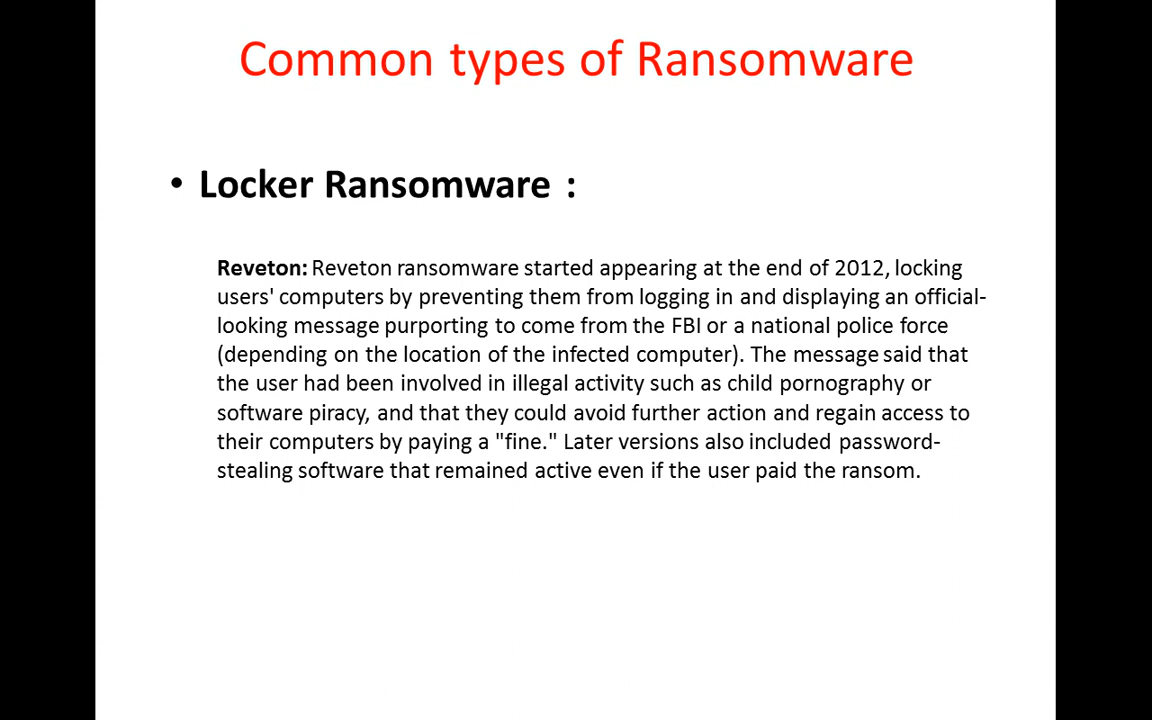 Common types of Ransomware
• Locker Ransomware :
Reveton: Reveton ransomware started appearing at the end of 2012, locking
users' computers by preventing them from logging in and displaying an official-
looking message purporting to come from the FBI or a national police force
(depending on the location of the infected computer). The message said that
the user had been involved in illegal activity such as child pornography or
software piracy, and that they could avoid further action and regain access to
their computers by paying a "fine." Later versions also included password-
stealing software that remained active even if the user paid the ransom.